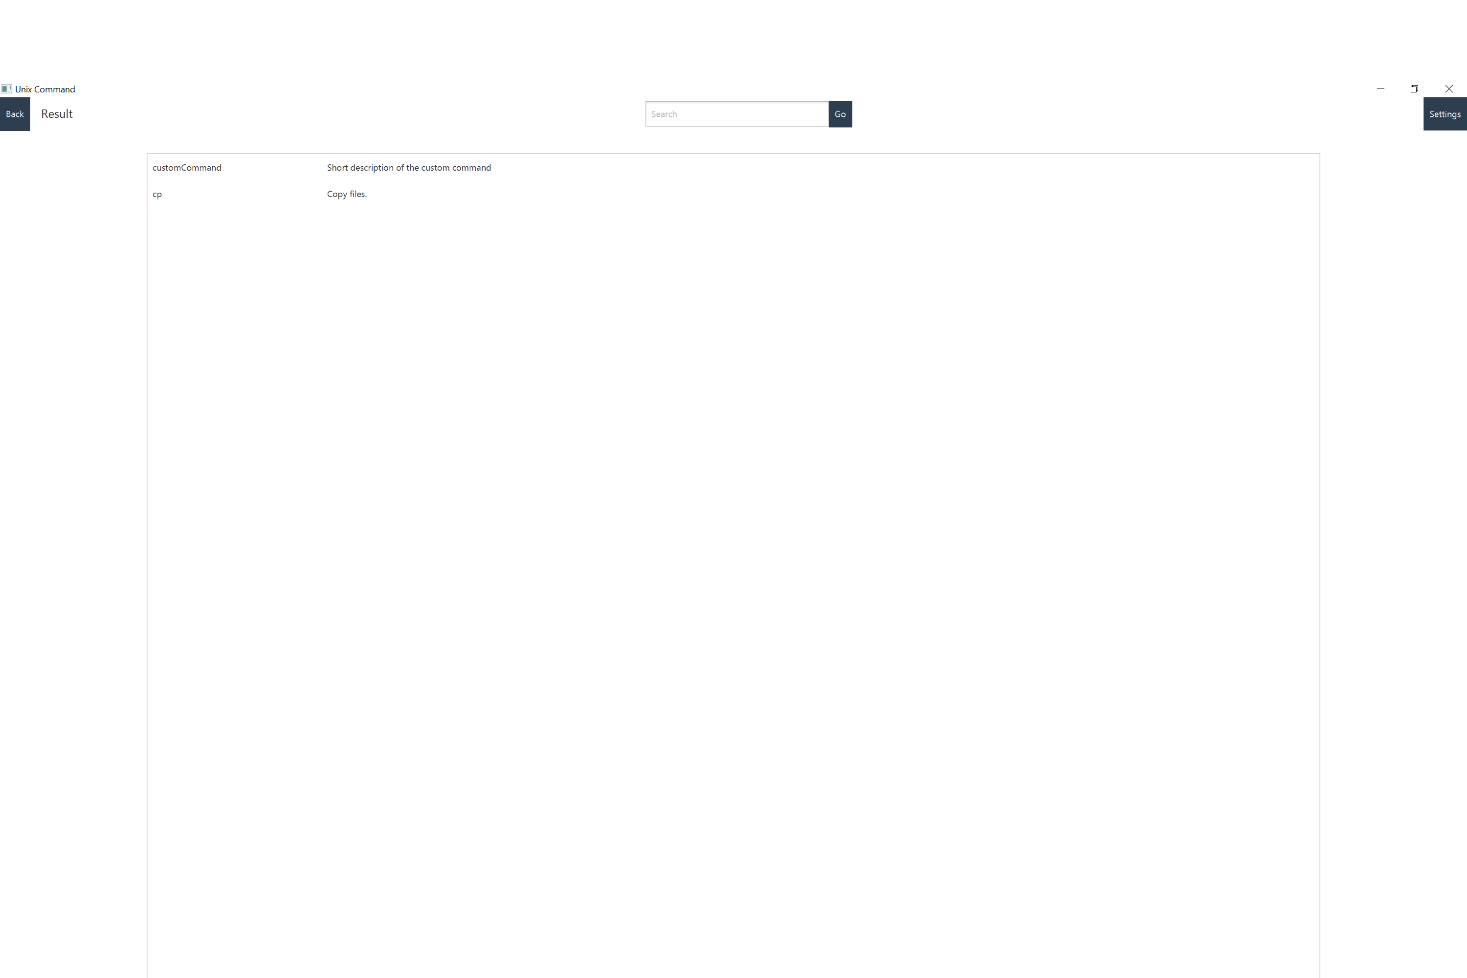 Unix Command
Back Result Search Go Settings
customCommand Short description of the custom command
cp Copy files.